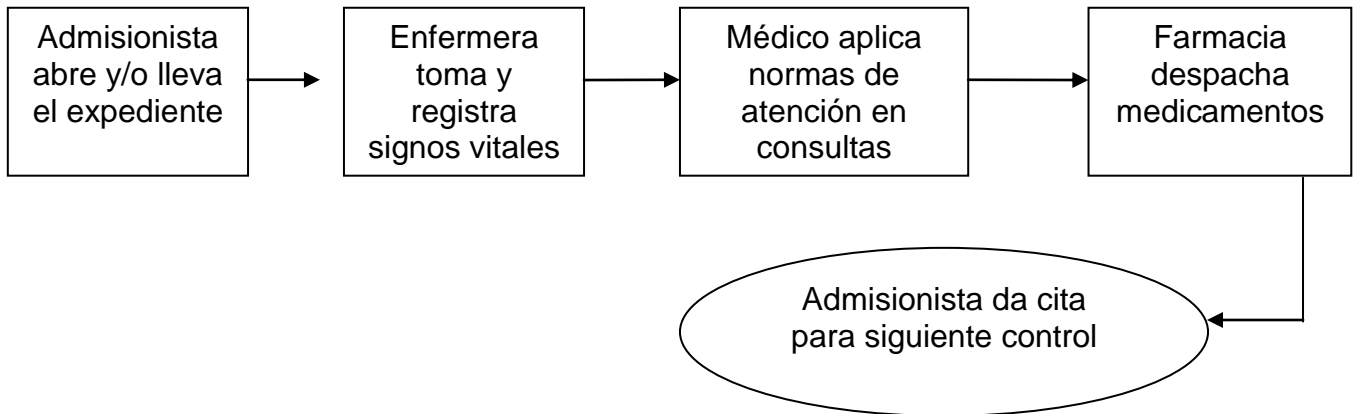 Admisionista
abre y/o lleva
el expediente
Enfermera
toma y
registra
signos vitales
Médico aplica
normas de
atención en
consultas
Farmacia
despacha
medicamentos
Admisionista da cita
para siguiente control